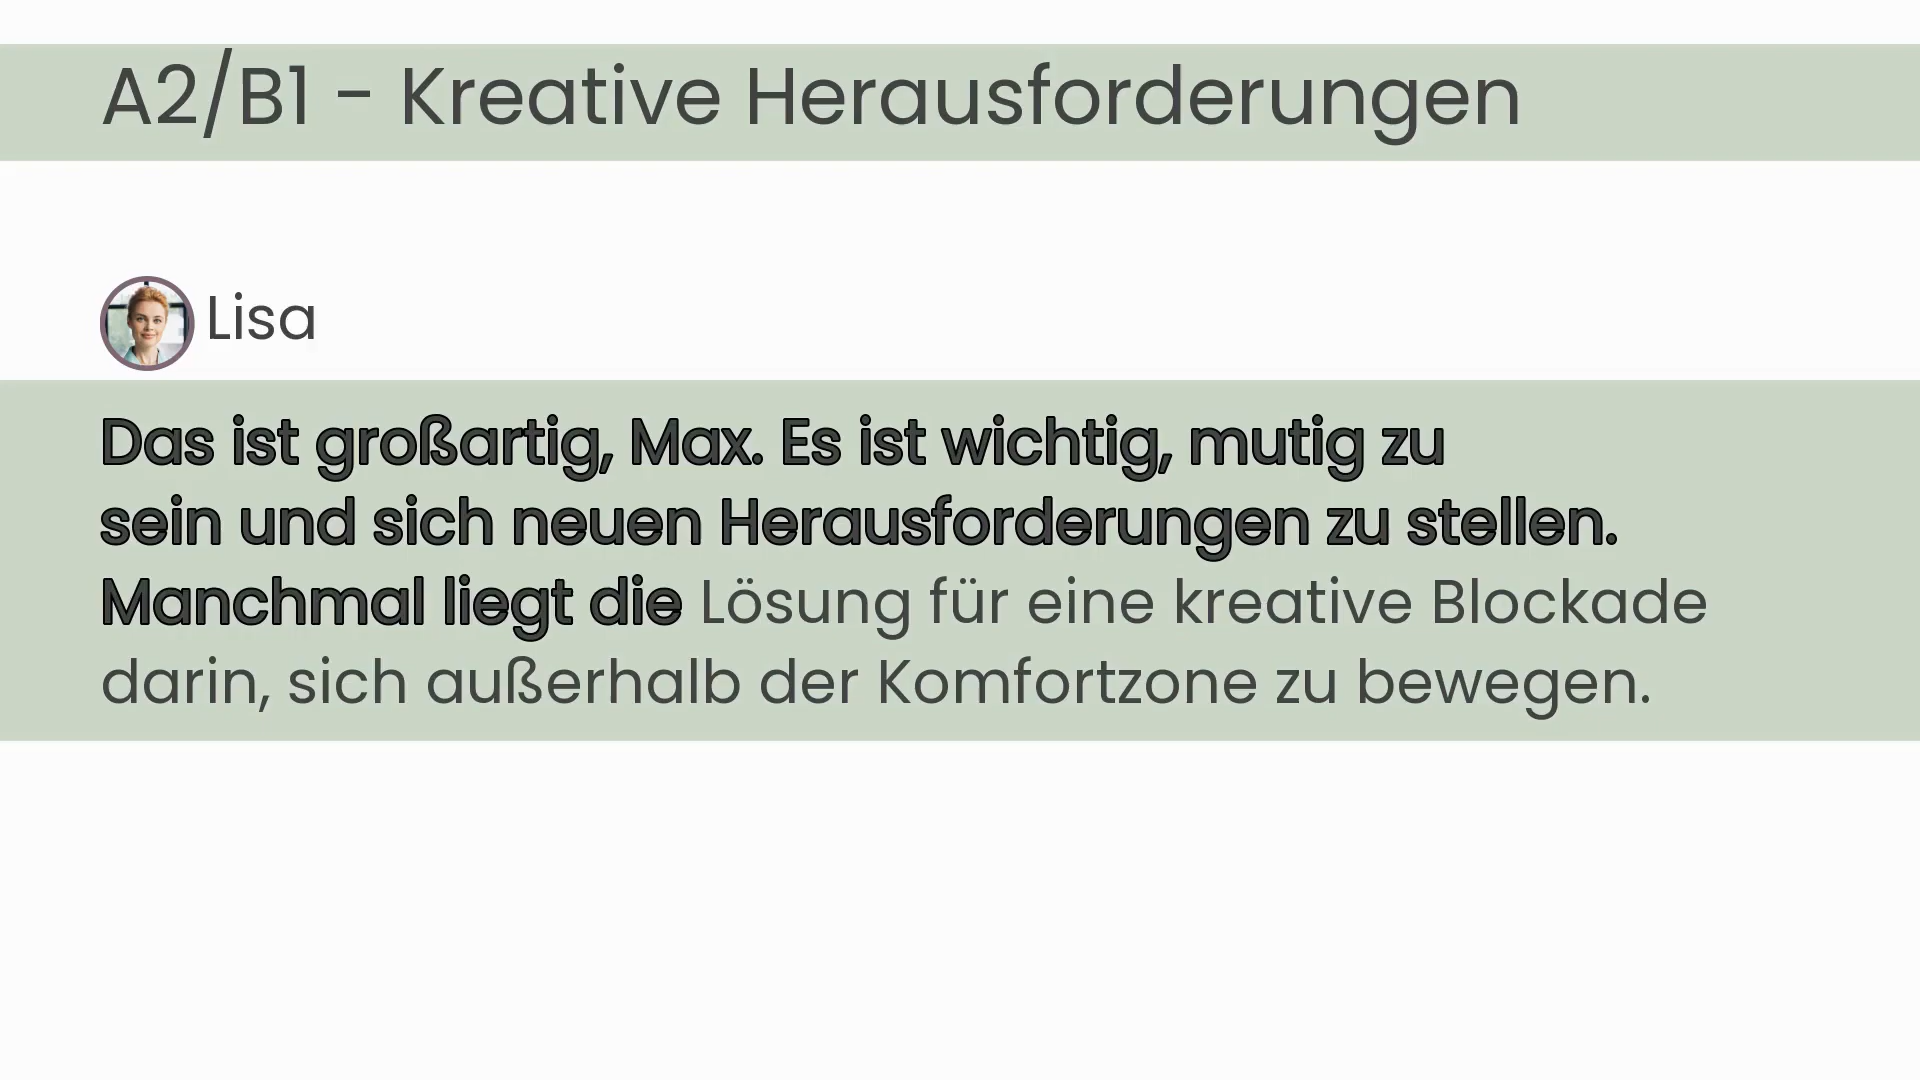 A2/B1 - Kreative Herausforderungen
Lisa
Das ist großartig, Max. Es ist wichtig, mutig zu
sein und sich neuen Herausforderungen zu stellen.
Manchmal liegt die Lösung für eine kreative Blockade
darin, sich außerhalb der Komfortzone zu bewegen.